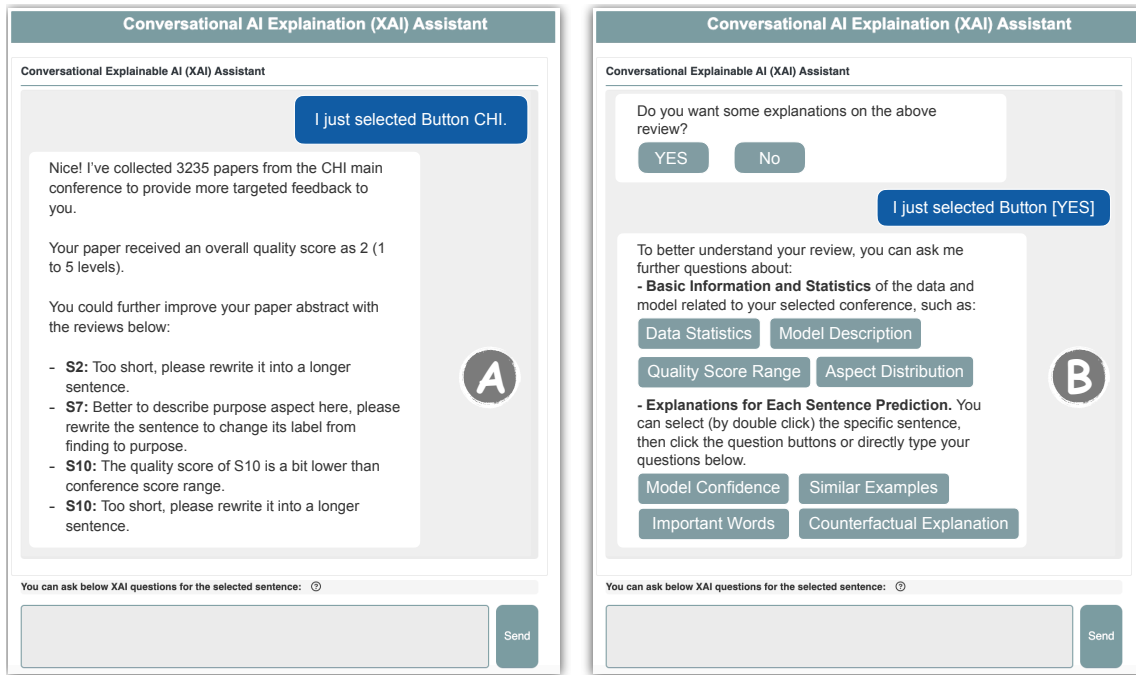 Conversational AI Explaination (XAI) Assistant
Conversational Explainable AI (XAI) Assistant
I just selected Button CHI.
Nice! I've collected 3235 papers from the CHI main
conference to provide more targeted feedback to
you.
Your paper received an overall quality score as 2 (1
to 5 levels).
You could further improve your paper abstract with
the reviews below:
- S2: Too short, please rewrite it into a longer
sentence.
- S7: Better to describe purpose aspect here, please
rewrite the sentence to change its label from
finding to purpose.
- S10: The quality score of S10 is a bit lower than
conference score range.
- S10: Too short, please rewrite it into a longer
sentence.
A
You can ask below XAI questions for the selected sentence: ?
Send
Conversational AI Explaination (XAI) Assistant
Conversational Explainable AI (XAI) Assistant
Do you want some explanations on the above
review?
YES No
I just selected Button [YES]
To better understand your review, you can ask me
further questions about:
- Basic Information and Statistics of the data and
model related to your selected conference, such as:
Data Statistics Model Description
Quality Score Range Aspect Distribution
- Explanations for Each Sentence Prediction. You
can select (by double click) the specific sentence,
then click the question buttons or directly type your
questions below.
Model Confidence Similar Examples
Important Words Counterfactual Explanation
B
You can ask below XAI questions for the selected sentence: ?
Send